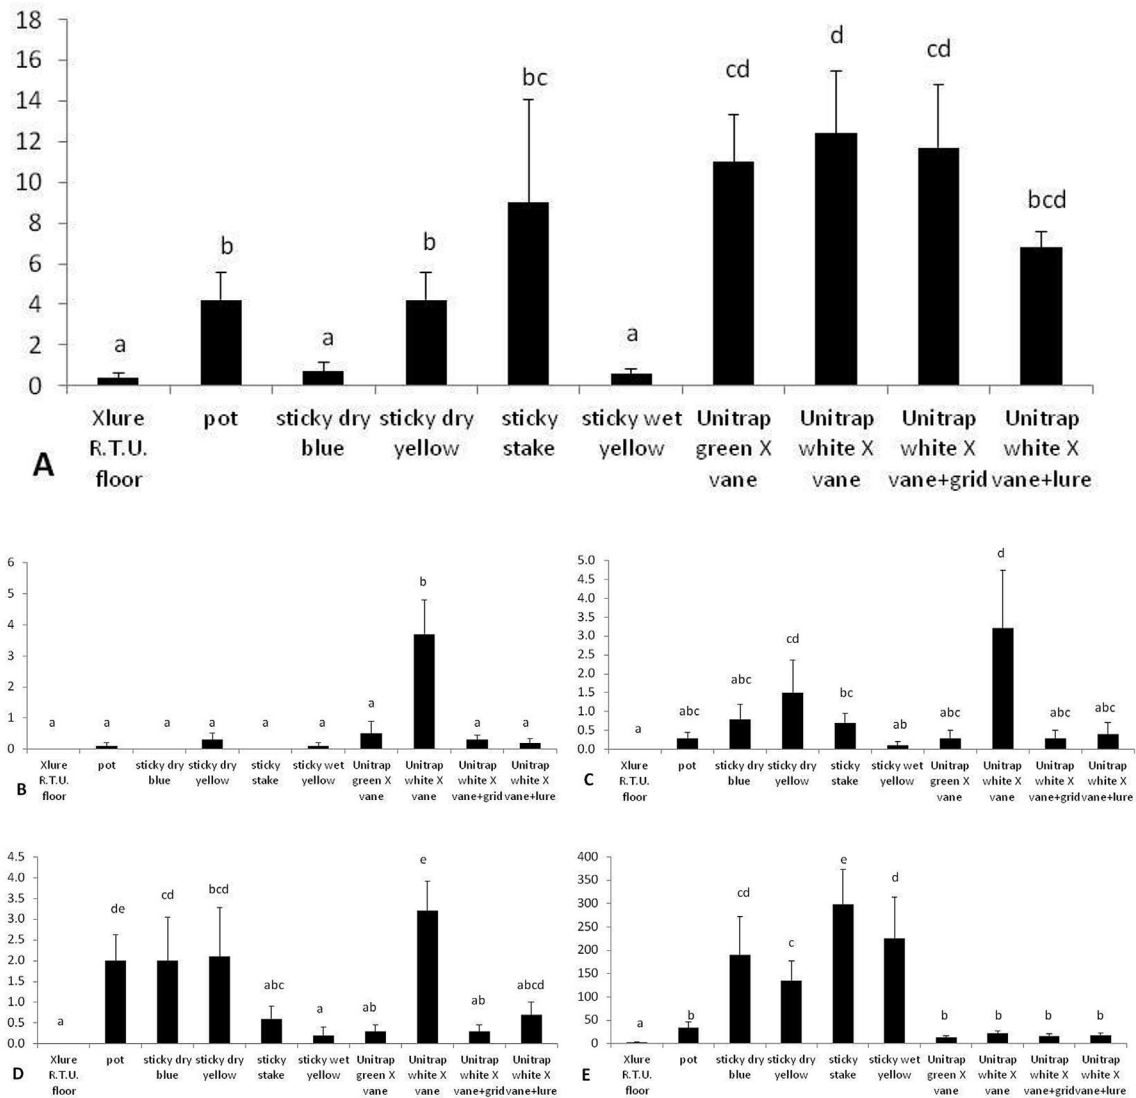 18
16
14
12
10
8
6
4
2
0
a
b
a
b
bc
a
cd
d
cd
bcd
Xlure R.T.U. floor
pot
sticky dry blue
sticky dry yellow
sticky stake
sticky wet yellow
Unitrap green X vane
Unitrap white X vane
Unitrap white X vane+grid
Unitrap white X vane+lure
A
6
5
4
3
2
1
0
a
a
a
a
a
a
a
b
a
a
Xlure R.T.U. floor
pot
sticky dry blue
sticky dry yellow
sticky stake
sticky wet yellow
Unitrap green X vane
Unitrap white X vane
Unitrap white X vane+grid
Unitrap white X vane+lure
B
5.0
4.5
4.0
3.5
3.0
2.5
2.0
1.5
1.0
0.5
0.0
a
abc
abc
cd
bc
ab
abc
d
abc
abc
Xlure R.T.U. floor
pot
sticky dry blue
sticky dry yellow
sticky stake
sticky wet yellow
Unitrap green X vane
Unitrap white X vane
Unitrap white X vane+grid
Unitrap white X vane+lure
C
4.5
4.0
3.5
3.0
2.5
2.0
1.5
1.0
0.5
0.0
a
de
cd
bcd
abc
a
ab
e
ab
abcd
Xlure R.T.U. floor
pot
sticky dry blue
sticky dry yellow
sticky stake
sticky wet yellow
Unitrap green X vane
Unitrap white X vane
Unitrap white X vane+grid
Unitrap white X vane+lure
D
400
350
300
250
200
150
100
50
0
a
b
cd
c
e
d
b
b
b
b
Xlure R.T.U. floor
pot
sticky dry blue
sticky dry yellow
sticky stake
sticky wet yellow
Unitrap green X vane
Unitrap white X vane
Unitrap white X vane+grid
Unitrap white X vane+lure
E